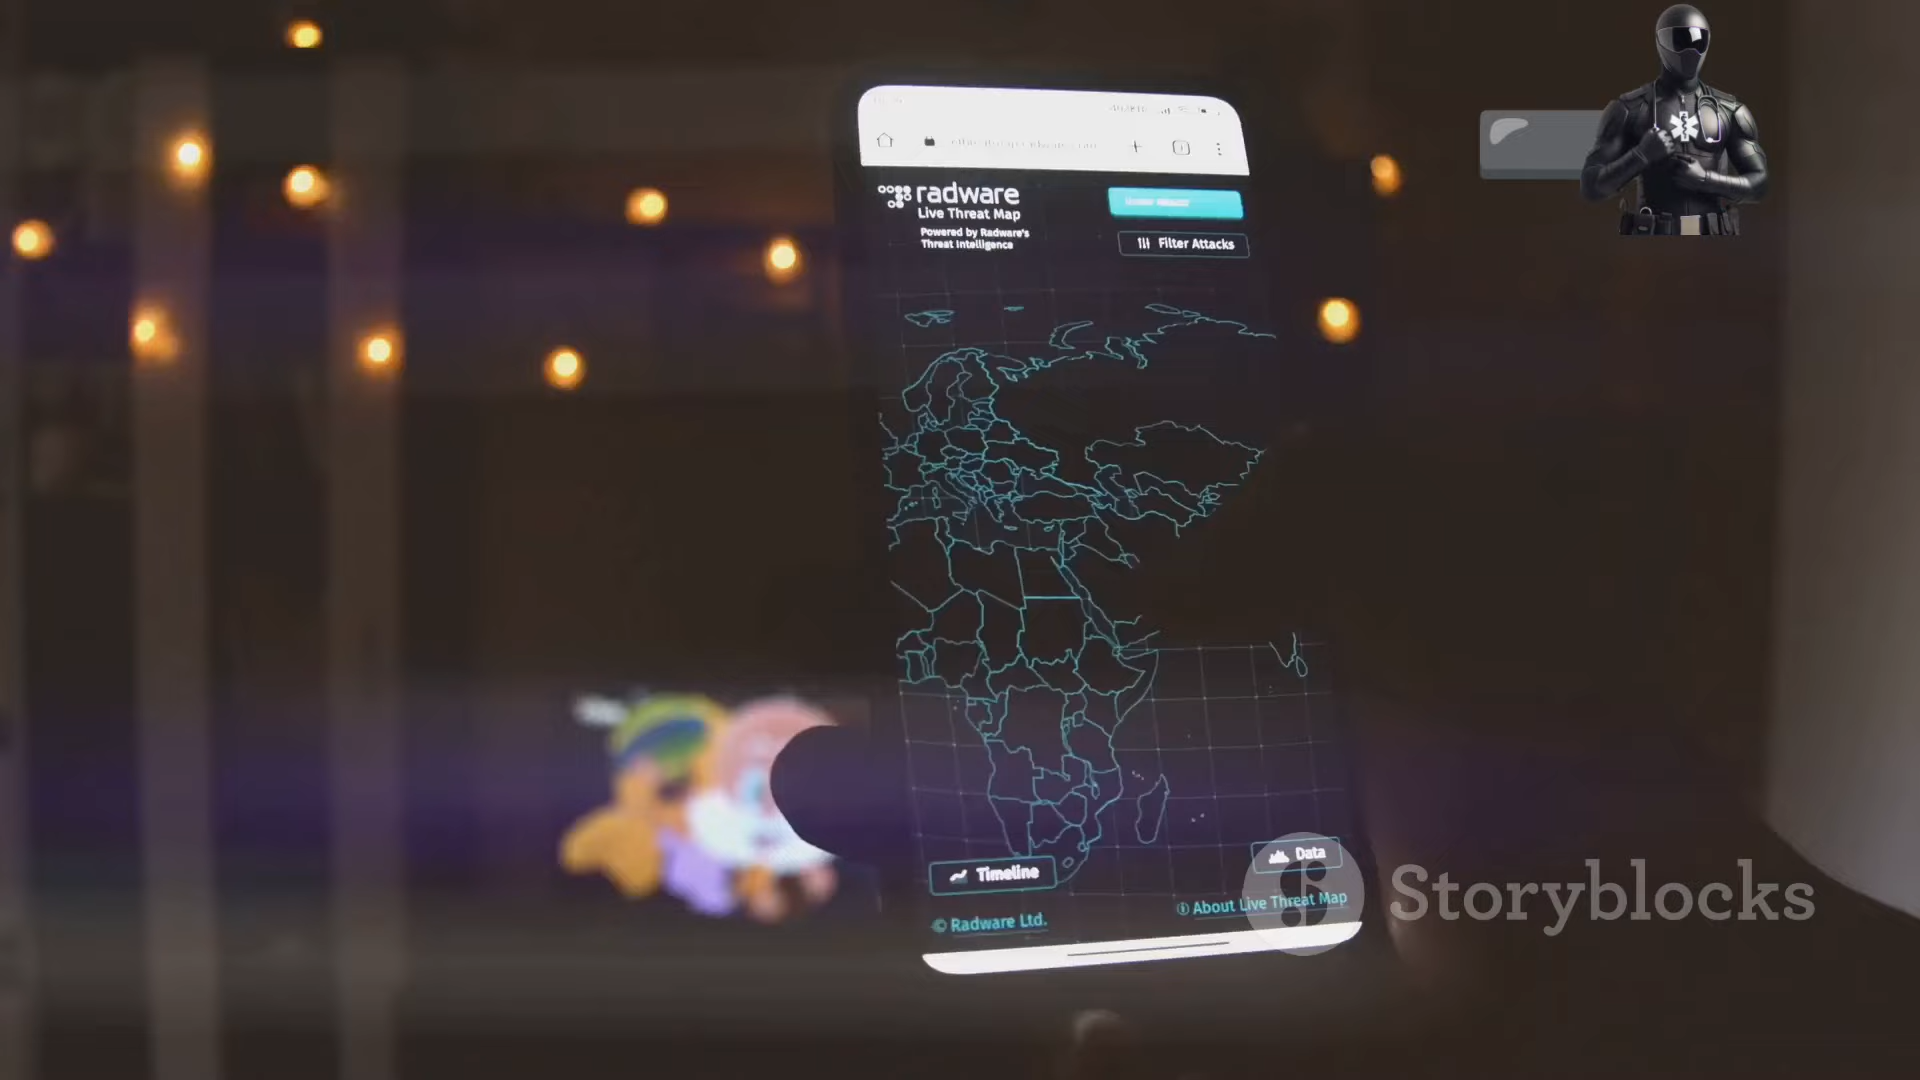 radware
Live Threat Map
Powered by Radware's
Threat Intelligence
Filter Attacks
Timeline
Data
© Radware Ltd.
About Live Threat Map
Storyblocks